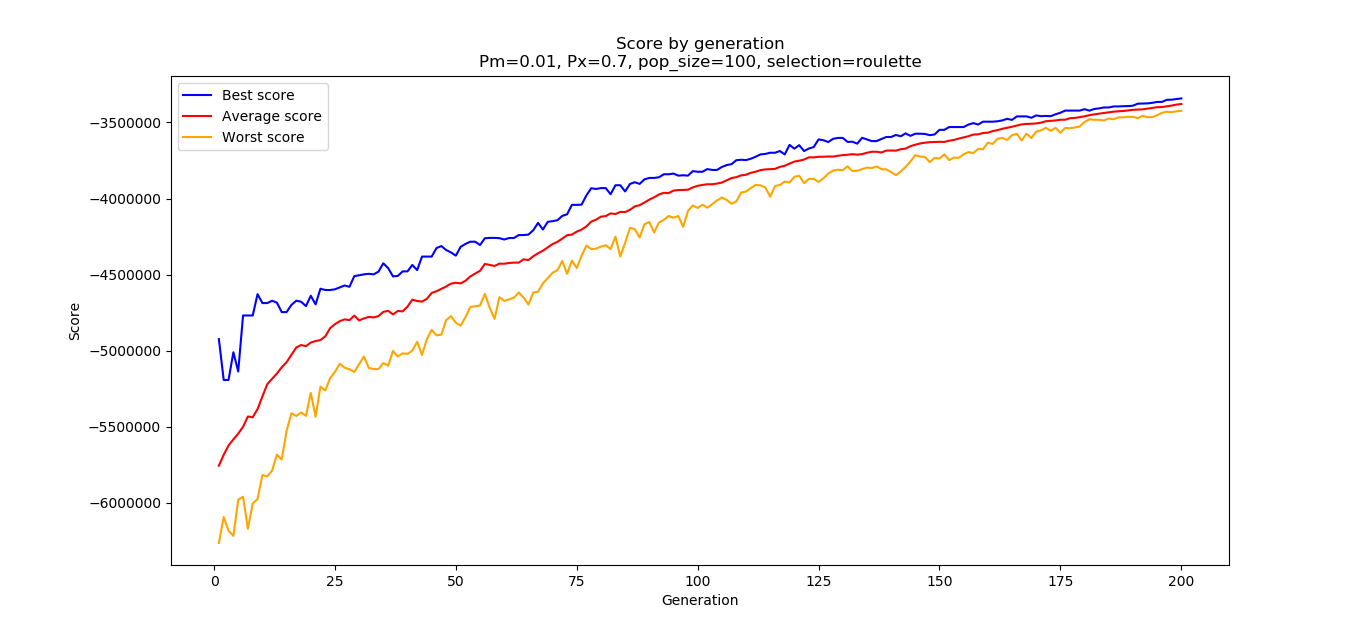 Score by generation
Pm=0.01, Px=0.7, pop_size=100, selection=roulette
Best score
Average score
Worst score
−3500000
−4000000
−4500000
−5000000
−5500000
−6000000
Score
0 25 50 75 100 125 150 175 200
Generation